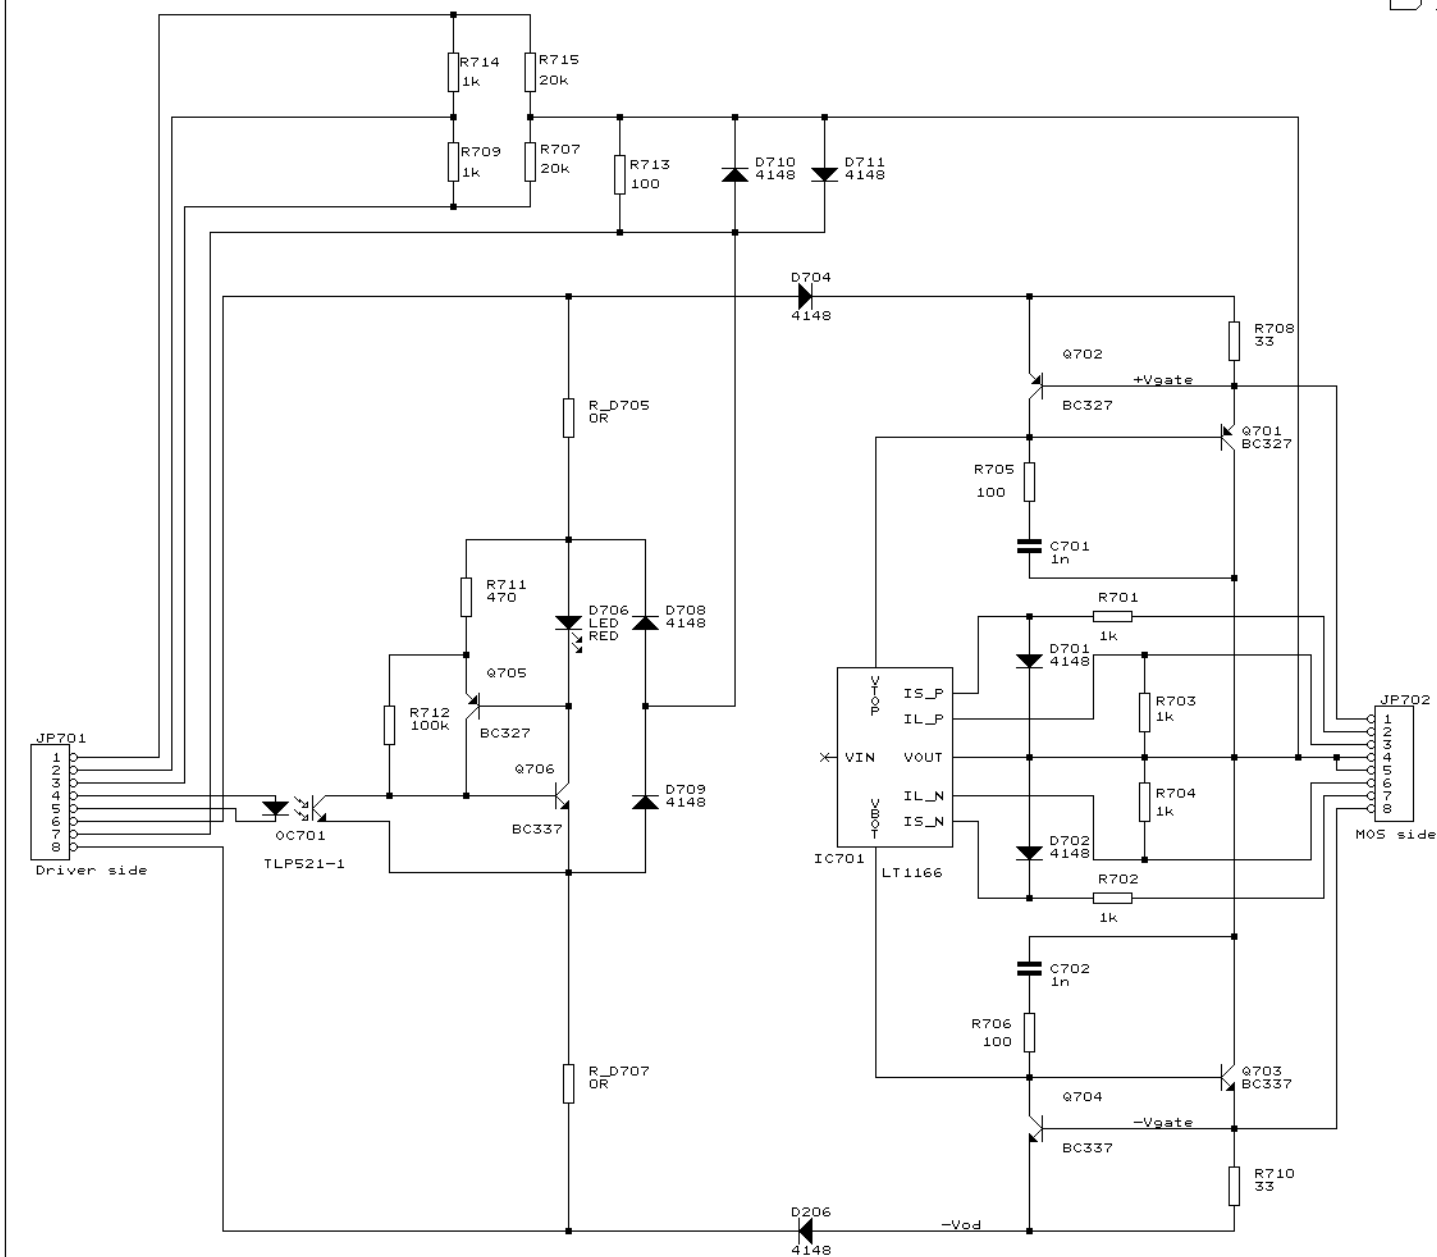 R714
1k
R715
20k
R709
1k
R707
20k
R713
100
D710
4148
D711
4148
D704
4148
R708
33
Q702
+Vgate
BC327
R_D705
0R
Q701
BC327
R705
100
C701
1n
R711
470
D706
LED
RED
D708
4148
R701
1k
D701
4148
Q705
R712
100k
BC327
VTOP
IS_P
IL_P
R703
1k
JP702
1
2
3
4
5
6
7
8
MOS side
JP701
1
2
3
4
5
6
7
8
Driver side
Q706
BC337
D709
4148
VIN
VOUT
VBOT
IL_N
IS_N
R704
1k
OC701
TLP521-1
IC701
LT1166
D702
4148
R702
1k
C702
1n
R706
100
R_D707
0R
Q703
BC337
Q704
-Vgate
BC337
R710
33
D206
4148
-Vod